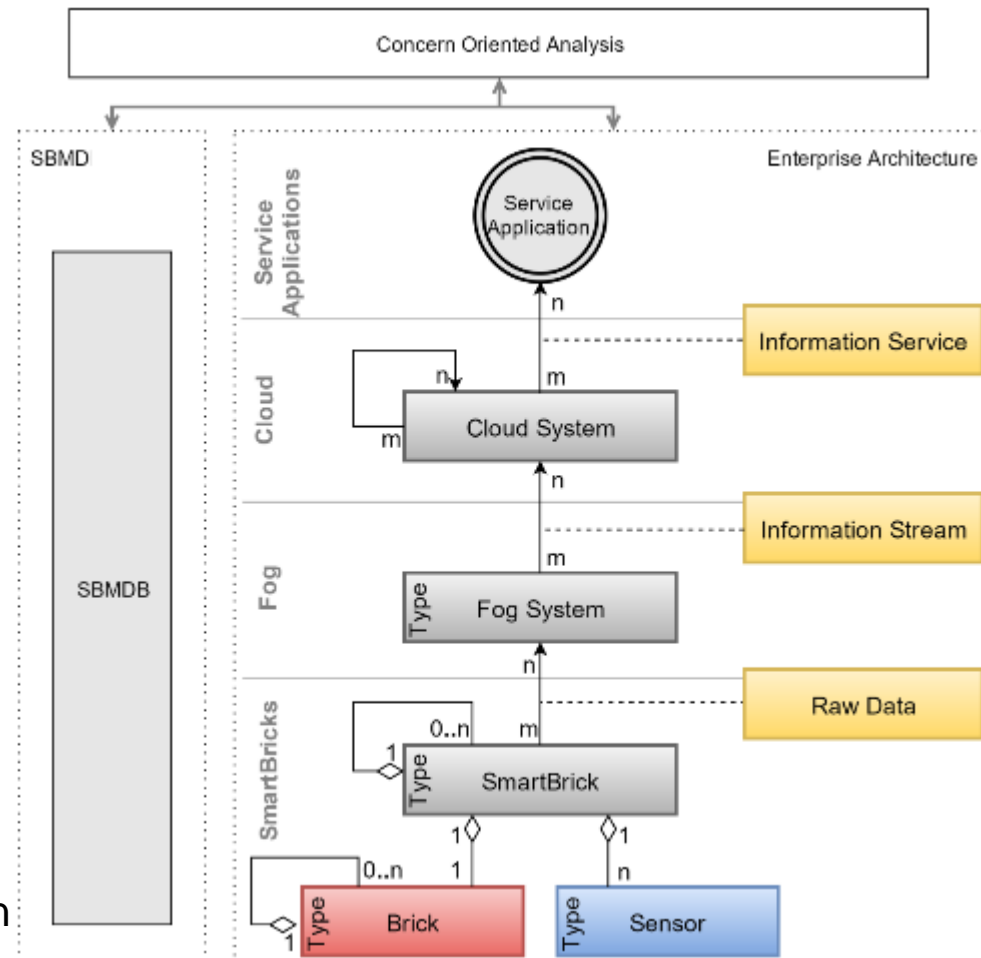 Concern Oriented Analysis
SBMD
Enterprise Architecture
Service
Applications
Service
Application
n
Information Service
m
Cloud
n
m
Cloud System
n
Information Stream
m
SBMDB
Fog
Type
Fog System
n
Raw Data
m
SmartBricks
0..n
1
Type
SmartBrick
1
1
0..n
1
n
n
1
Type
Brick
Type
Sensor